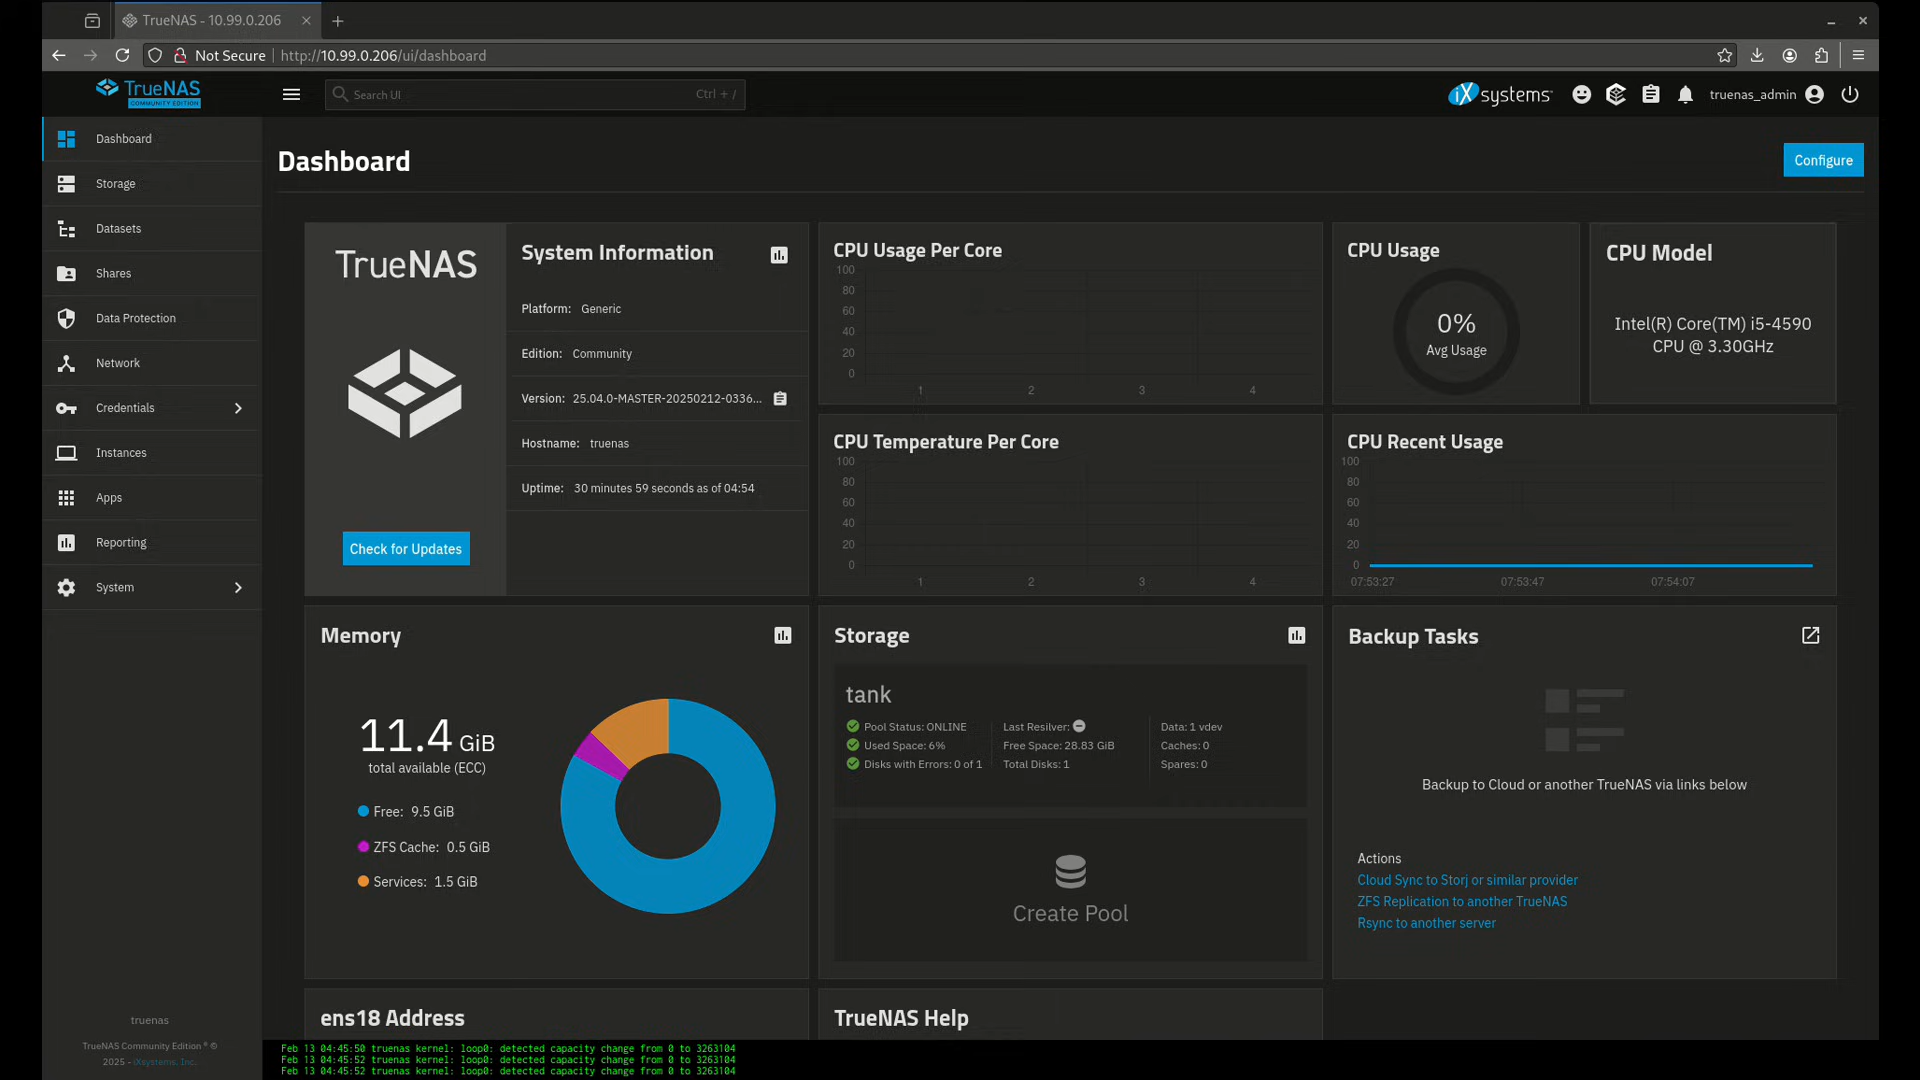 TrueNAS - 10.99.0.206
Not Secure
http://10.99.0.206/ui/dashboard
TrueNAS
COMMUNITY EDITION
Search UI
Ctrl + /
iXsystems
truenas_admin
Dashboard
Storage
Datasets
Shares
Data Protection
Network
Credentials
Instances
Apps
Reporting
System
truenas
TrueNAS Community Edition ® ©
2025 - iXsystems, Inc.
Dashboard
Configure
TrueNAS
Check for Updates
System Information
Platform: Generic
Edition: Community
Version: 25.04.0-MASTER-20250212-0336...
Hostname: truenas
Uptime: 30 minutes 59 seconds as of 04:54
CPU Usage Per Core
100
80
60
40
20
0
1 2 3 4
CPU Usage
0%
Avg Usage
CPU Model
Intel(R) Core(TM) i5-4590
CPU @ 3.30GHz
CPU Temperature Per Core
100
80
60
40
20
0
1 2 3 4
CPU Recent Usage
100
80
60
40
20
0
07:53:27 07:53:47 07:54:07
Memory
11.4 GiB
total available (ECC)
Free: 9.5 GiB
ZFS Cache: 0.5 GiB
Services: 1.5 GiB
Storage
tank
Pool Status: ONLINE
Used Space: 6%
Disks with Errors: 0 of 1
Last Resilver:
Free Space: 28.83 GiB
Total Disks: 1
Data: 1 vdev
Caches: 0
Spares: 0
Create Pool
Backup Tasks
Backup to Cloud or another TrueNAS via links below
Actions
Cloud Sync to Storj or similar provider
ZFS Replication to another TrueNAS
Rsync to another server
ens18 Address
TrueNAS Help
Feb 13 04:45:50 truenas kernel: loop0: detected capacity change from 0 to 3263104
Feb 13 04:45:52 truenas kernel: loop0: detected capacity change from 0 to 3263104
Feb 13 04:45:52 truenas kernel: loop0: detected capacity change from 0 to 3263104